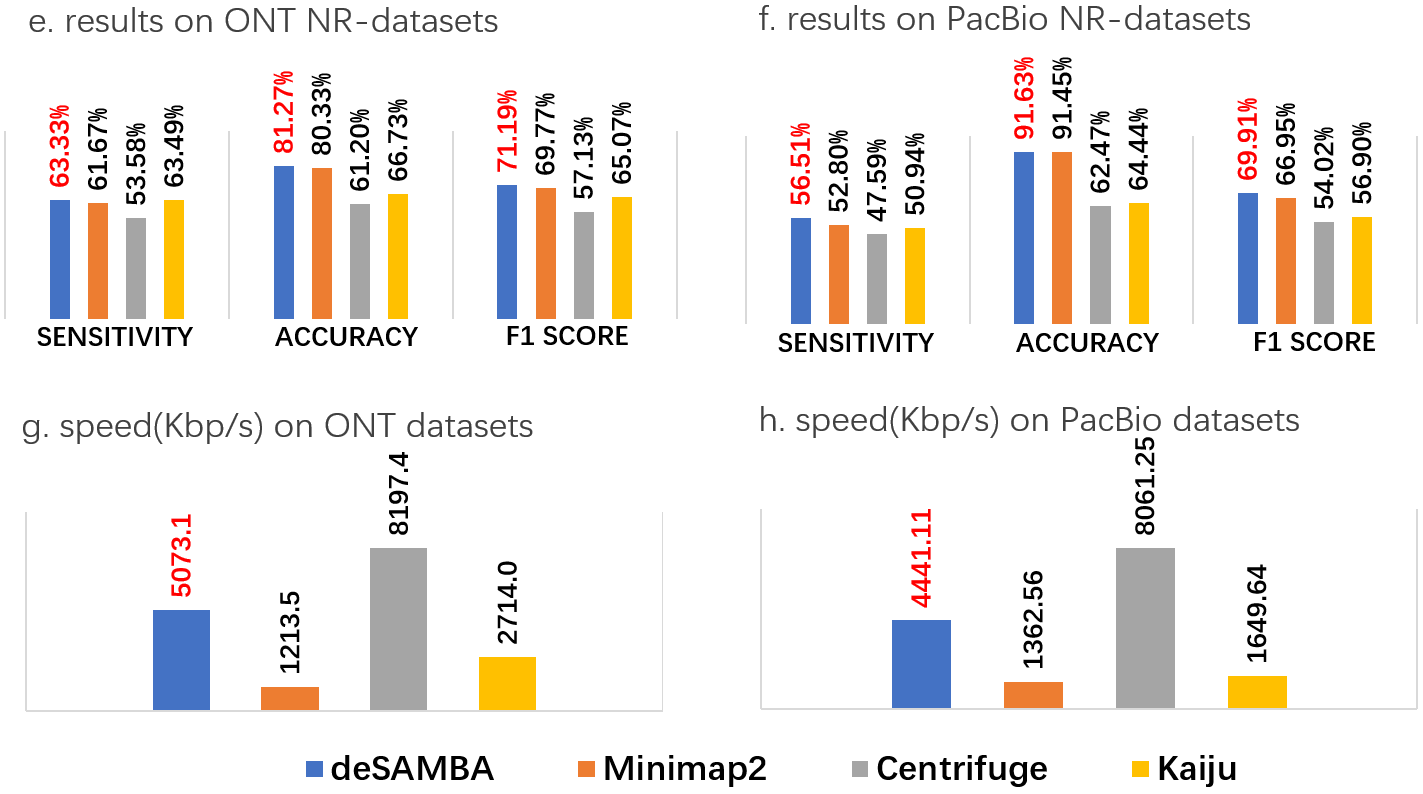 e. results on ONT NR-datasets
63.33%
61.67%
53.58%
63.49%
81.27%
80.33%
61.20%
66.73%
71.19%
69.77%
57.13%
65.07%
SENSITIVITY
ACCURACY
F1 SCORE
f. results on PacBio NR-datasets
56.51%
52.80%
47.59%
50.94%
91.63%
91.45%
62.47%
64.44%
69.91%
66.95%
54.02%
56.90%
SENSITIVITY
ACCURACY
F1 SCORE
g. speed(Kbp/s) on ONT datasets
5073.1
1213.5
8197.4
2714.0
h. speed(Kbp/s) on PacBio datasets
4441.11
1362.56
8061.25
1649.64
deSAMBA
Minimap2
Centrifuge
Kaiju